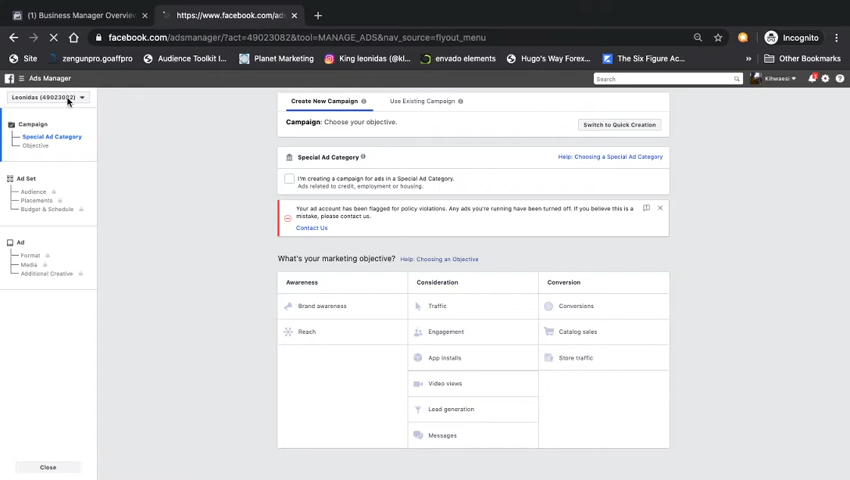 (1) Business Manager Overview
https://www.facebook.com/ads
facebook.com/adsmanager/?act=49023082&tool=MANAGE_ADS&nav_source=flyout_menu
Incognito
Site
zengunpro.goaffpro
Audience Toolkit I...
Planet Marketing
King leonidas (@kl...
envado elements
Hugo's Way Forex...
The Six Figure Ac...
»
Other Bookmarks
Ads Manager
Search
Kihwaesi
Leonidas (49023082)
Create New Campaign
Use Existing Campaign
Campaign: Choose your objective.
Switch to Quick Creation
Campaign
Special Ad Category
Objective
Ad Set
Audience
Placements
Budget & Schedule
Ad
Format
Media
Additional Creative
Close
Special Ad Category
Help: Choosing a Special Ad Category
I'm creating a campaign for ads in a Special Ad Category.
Ads related to credit, employment or housing.
Your ad account has been flagged for policy violations. Any ads you're running have been turned off. If you believe this is a
mistake, please contact us.
Contact Us
What's your marketing objective? Help: Choosing an Objective
Awareness
Consideration
Conversion
Brand awareness
Traffic
Conversions
Reach
Engagement
Catalog sales
App installs
Store traffic
Video views
Lead generation
Messages